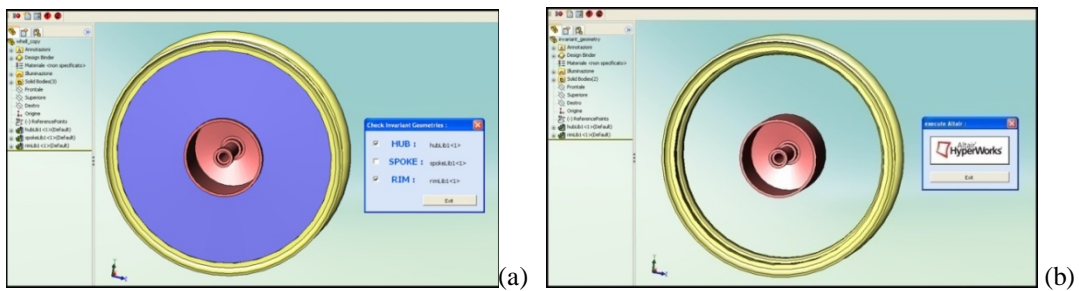 whell_copy
Annotazioni
Design Binder
Materiale <non specificato>
Illuminazione
Solid Bodies(3)
Frontale
Superiore
Destro
Origine
(-) ReferencePoints
hubLib1<1>(Default)
spokeLib1<1>(Default)
rimLib1<1>(Default)
Check Invariant Geometries :
HUB : hubLib1<1>
SPOKE : spokeLib1<1>
RIM : rimLib1<1>
Exit
(a)
invariant_geometry
Annotazioni
Design Binder
Materiale <non specificato>
Illuminazione
Solid Bodies(2)
Frontale
Superiore
Destro
Origine
(-) ReferencePoints
hubLib1<1>(Default)
rimLib1<1>(Default)
execute Altair :
Altair
HyperWorks
Exit
(b)